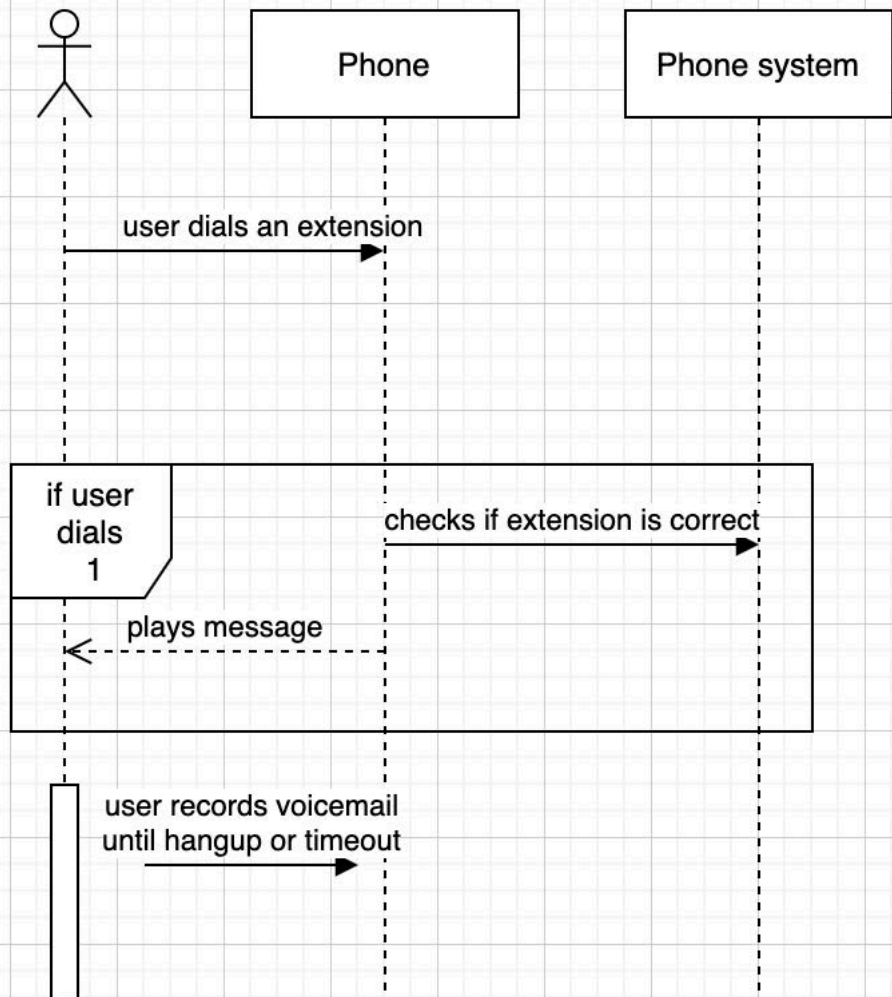 Phone
Phone system
user dials an extension
if user
dials
1
checks if extension is correct
plays message
user records voicemail
until hangup or timeout